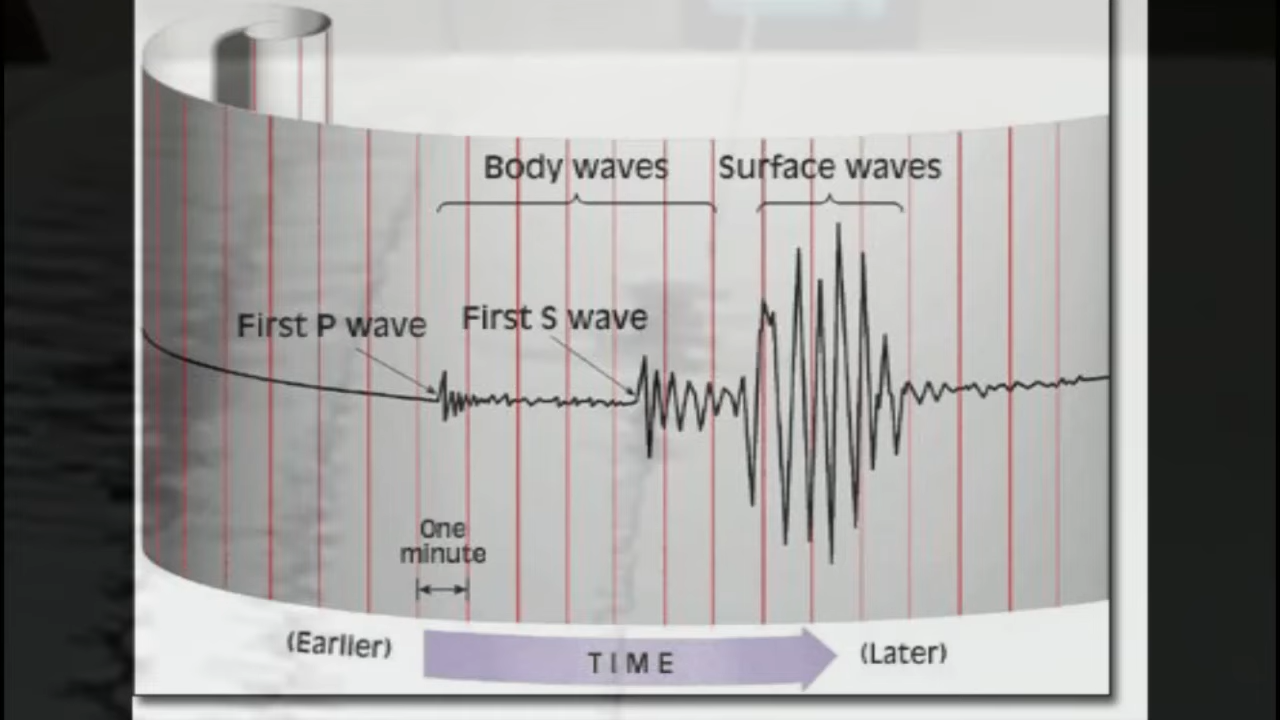 Body waves
Surface waves
First P wave
First S wave
One
minute
(Earlier)
TIME
(Later)